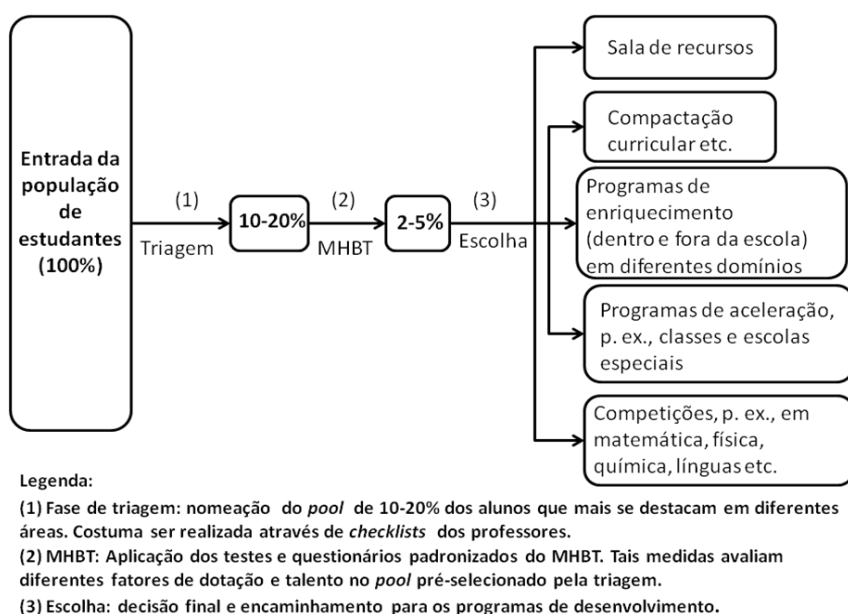 Entrada da
população
de
estudantes
(100%)
(1)
Triagem
10-20%
(2)
MHBT
2-5%
(3)
Escolha
Sala de recursos
Compactação
curricular etc.
Programas de
enriquecimento
(dentro e fora da escola)
em diferentes domínios
Programas de aceleração,
p. ex., classes e escolas
especiais
Competições, p. ex., em
matemática, física,
química, línguas etc.
Legenda:
(1) Fase de triagem: nomeação do pool de 10-20% dos alunos que mais se destacam em diferentes
áreas. Costuma ser realizada através de checklists dos professores.
(2) MHBT: Aplicação dos testes e questionários padronizados do MHBT. Tais medidas avaliam
diferentes fatores de dotação e talento no pool pré-selecionado pela triagem.
(3) Escolha: decisão final e encaminhamento para os programas de desenvolvimento.